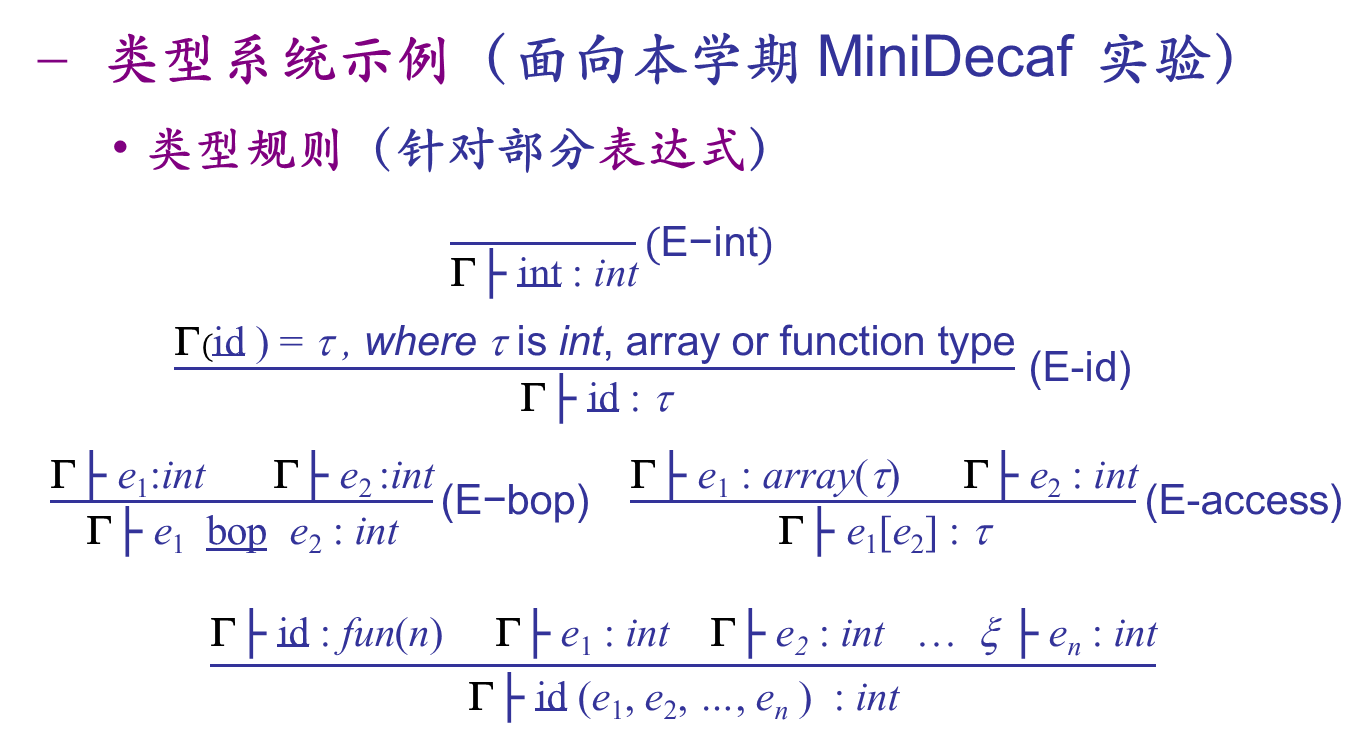 – 类型系统示例（面向本学期 MiniDecaf 实验）
• 类型规则（针对部分表达式）
(E−int)
Γ ├ int : int
Γ(id ) = τ , where τ is int, array or function type
(E-id)
Γ ├ id : τ
Γ ├ e₁:int Γ ├ e₂:int Γ ├ e₁ : array(τ) Γ ├ e₂ : int
(E−bop) (E-access)
Γ ├ e₁ bop e₂ : int Γ ├ e₁[e₂] : τ
Γ ├ id : fun(n) Γ ├ e₁ : int Γ ├ e₂ : int … ξ ├ eₙ : int
Γ ├ id (e₁, e₂, ..., eₙ ) : int